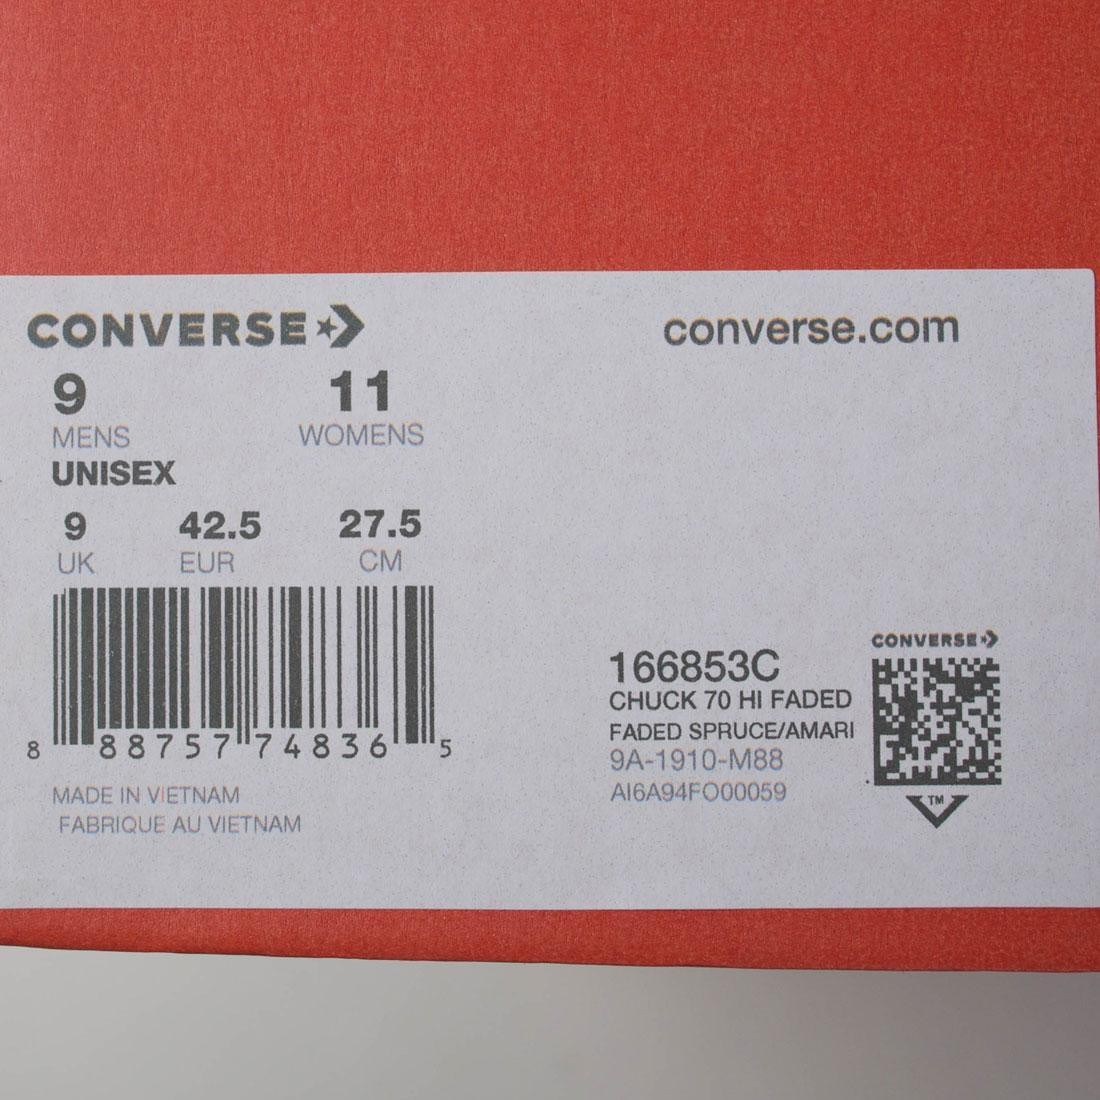 CONVERSE
converse.com
9 11
MENS WOMENS
UNISEX
9 42.5 27.5
UK EUR CM
8 88757 74836 5
MADE IN VIETNAM
FABRIQUE AU VIETNAM
CONVERSE
166853C
CHUCK 70 HI FADED
FADED SPRUCE/AMARI
9A-1910-M88
AI6A94FO00059
TM